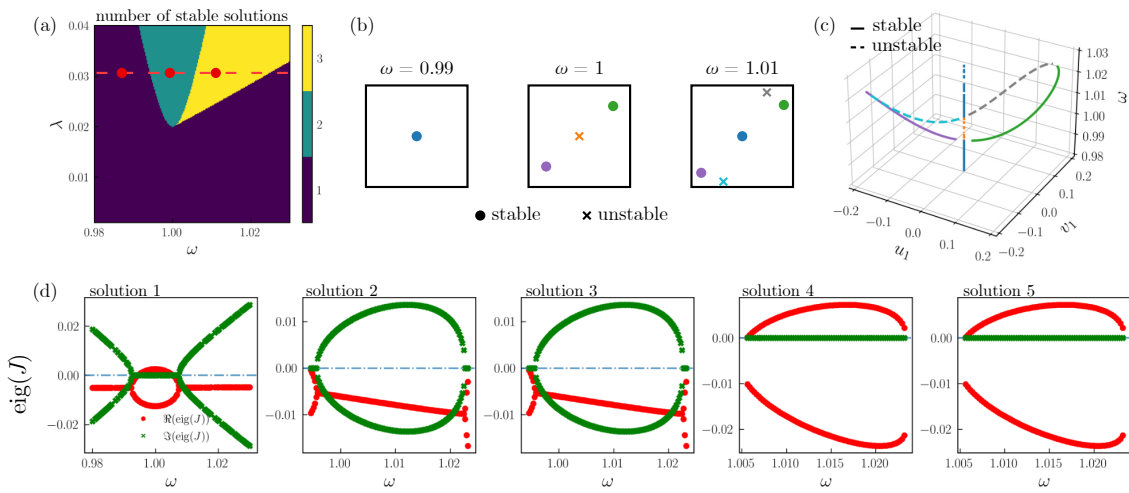 (a)
number of stable solutions
0.04
0.03
0.02
0.01
λ
0.98
1.00
1.02
ω
3
2
1
(b)
ω = 0.99
ω = 1
ω = 1.01
stable
unstable
(c)
stable
unstable
1.03
1.02
1.01
1.00
0.99
0.98
ω
0.2
0.1
0.0
−0.1
−0.2
v1
−0.2
−0.1
0.0
0.1
0.2
u1
(d)
eig(J)
solution 1
0.02
0.00
−0.02
ℜ(eig(J))
ℑ(eig(J))
0.98
1.00
1.02
ω
solution 2
0.01
0.00
−0.01
1.00
1.01
1.02
ω
solution 3
0.01
0.00
−0.01
1.00
1.01
1.02
ω
solution 4
0.00
−0.01
−0.02
1.005
1.010
1.015
1.020
ω
solution 5
0.00
−0.01
−0.02
1.005
1.010
1.015
1.020
ω